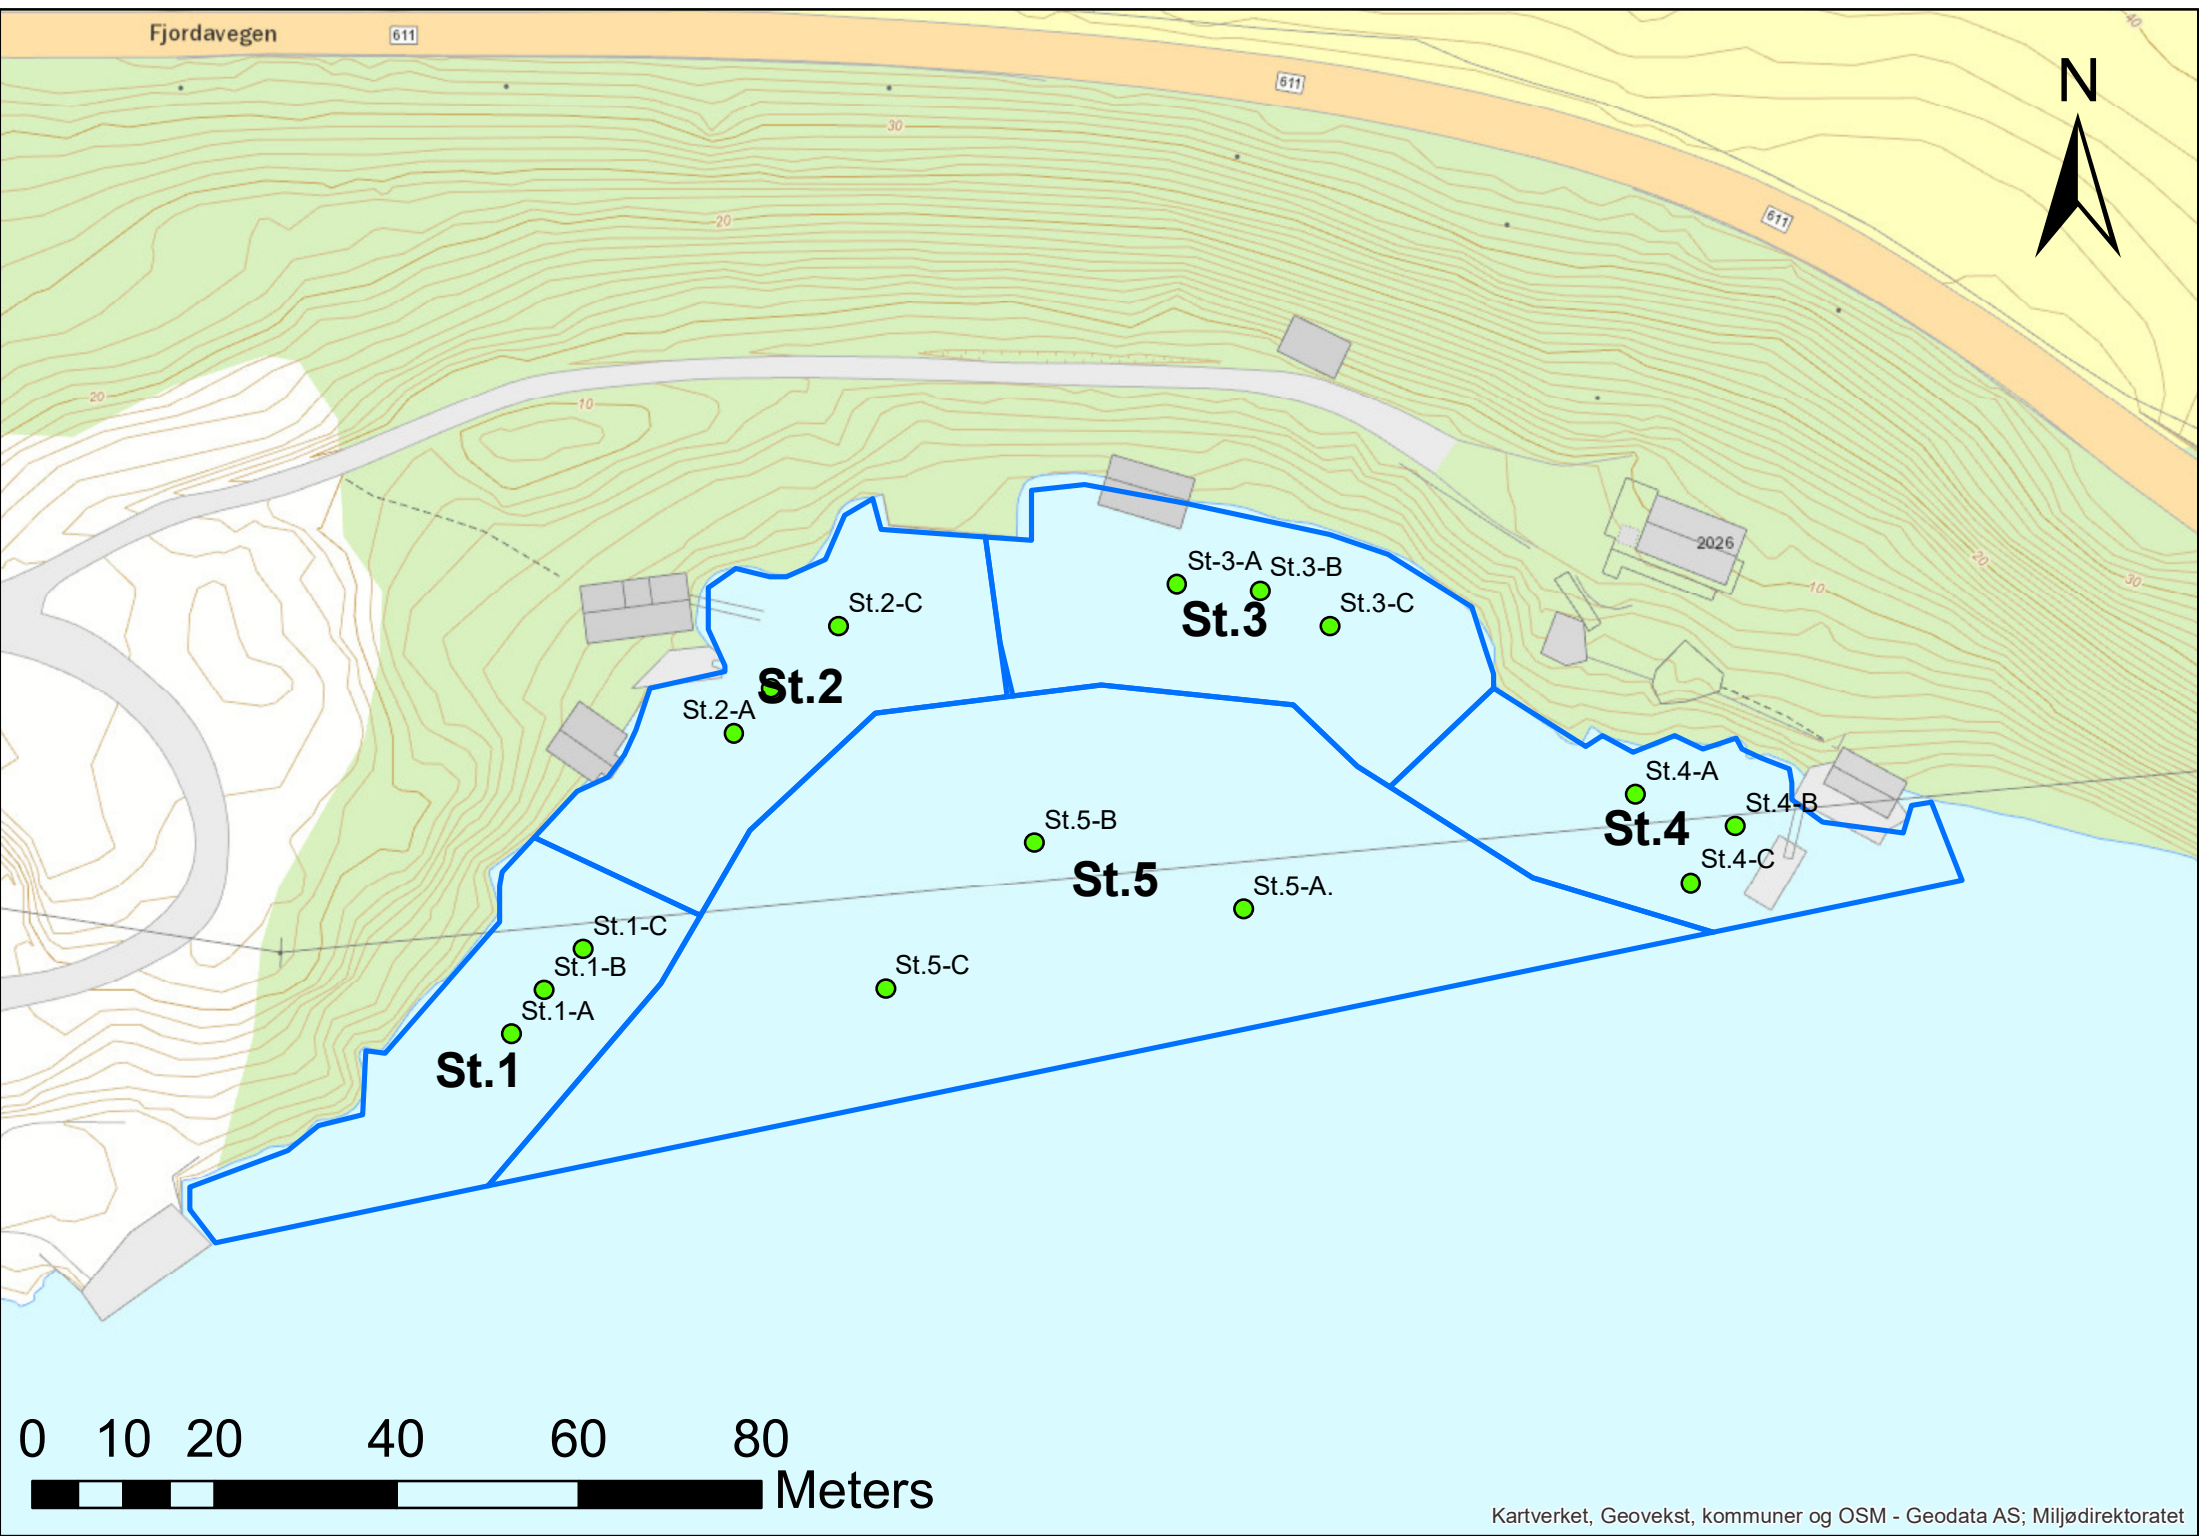 Fjordavegen 611
40
N
611
30
611
20
20
10
2026
St-3-A
St.3-B
20
30
10
St.2-C
St.3-C
St.3
St.2
St.2-A
St.4-A
St.4-B
St.5-B
St.4
St.4-C
St.5
St.5-A.
St.1-C
St.1-B
St.5-C
St.1-A
St.1
0 10 20 40 60 80
Meters
Kartverket, Geovekst, kommuner og OSM - Geodata AS; Miljødirektoratet